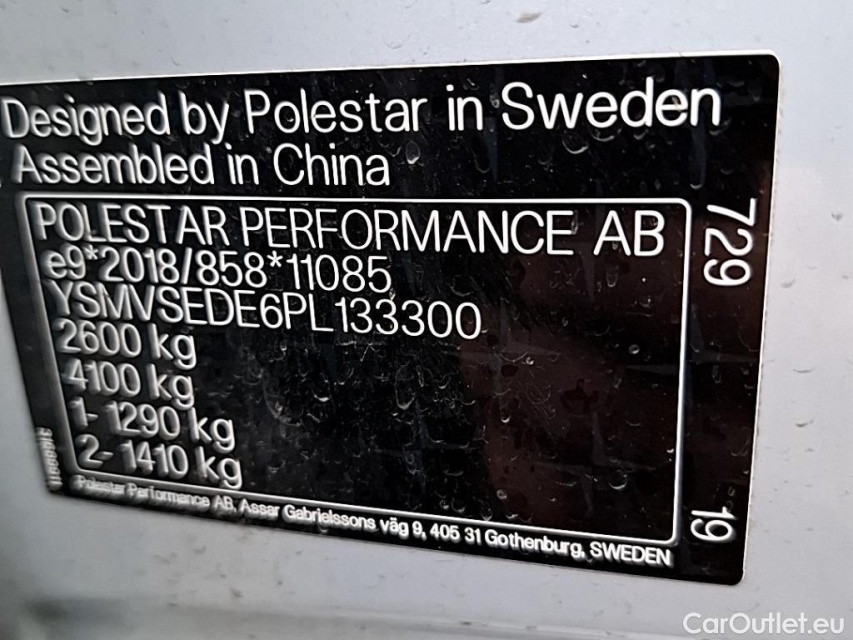 Designed by Polestar in Sweden
Assembled in China
POLESTAR PERFORMANCE AB
e9*2018/858*11085
YSMVSEDE6PL133300
2600 kg
4100 kg
1- 1290 kg
2- 1410 kg
729
19
Polestar Performance AB, Assar Gabrielssons väg 9, 405 31 Gothenburg, SWEDEN
CarOutlet.eu